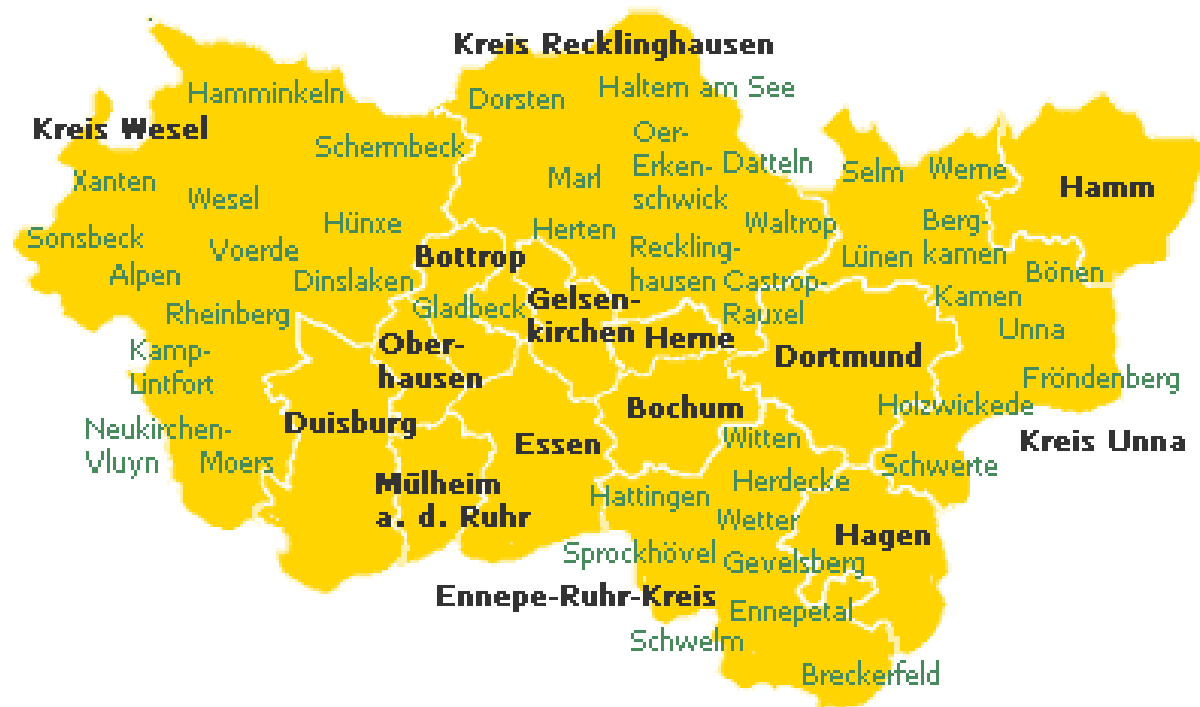 Kreis Recklinghausen
Hamminkeln
Dorsten
Haltern am See
Kreis Wesel
Schermbeck
Oer-
Erken-
schwick
Datteln
Selm
Werne
Hamm
Xanten
Wesel
Marl
Hünxe
Herten
Waltrop
Berg-
kamen
Sonsbeck
Voerde
Bottrop
Reckling-
hausen
Lünen
Bönen
Alpen
Dinslaken
Castrop-
Rauxel
Kamen
Rheinberg
Gladbeck
Gelsen-
kirchen
Herne
Unna
Kamp-
Lintfort
Ober-
hausen
Dortmund
Fröndenberg
Neukirchen-
Vluyn
Moers
Duisburg
Essen
Bochum
Witten
Holzwickede
Kreis Unna
Mülheim
a. d. Ruhr
Hattingen
Herdecke
Schwerte
Wetter
Hagen
Sprockhövel
Gevelsberg
Ennepe-Ruhr-Kreis
Ennepetal
Schwelm
Breckerfeld